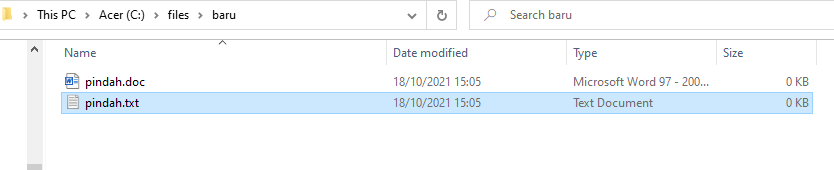 This PC > Acer (C:) > files > baru
Search baru
Name Date modified Type Size
pindah.doc 18/10/2021 15:05 Microsoft Word 97 - 200... 0 KB
pindah.txt 18/10/2021 15:05 Text Document 0 KB